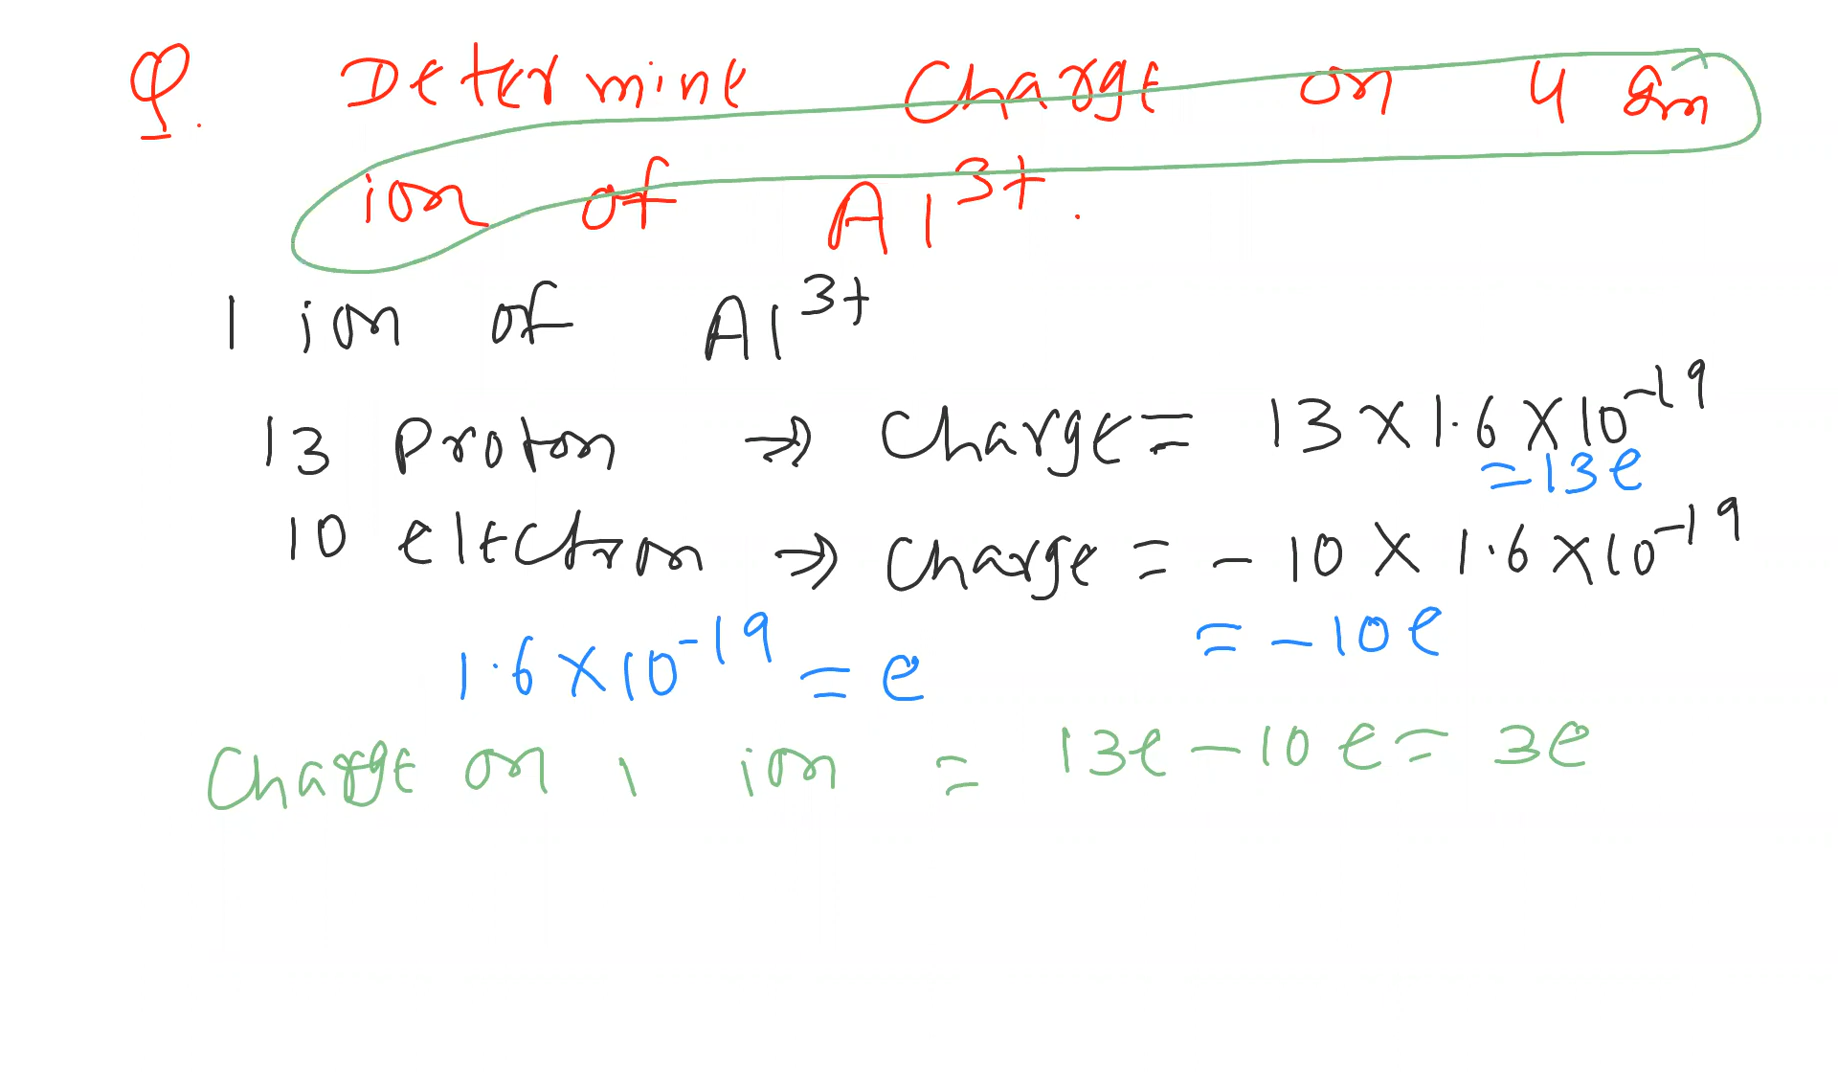 Q. Determine Charge on 4 gm
ion of Al³⁺.
1 ion of Al³⁺
13 Proton → Charge = 13 × 1.6 × 10⁻¹⁹
= 13e
10 electron → Charge = - 10 × 1.6 × 10⁻¹⁹
= - 10e
1.6 × 10⁻¹⁹ = e
Charge on 1 ion = 13e - 10e = 3e